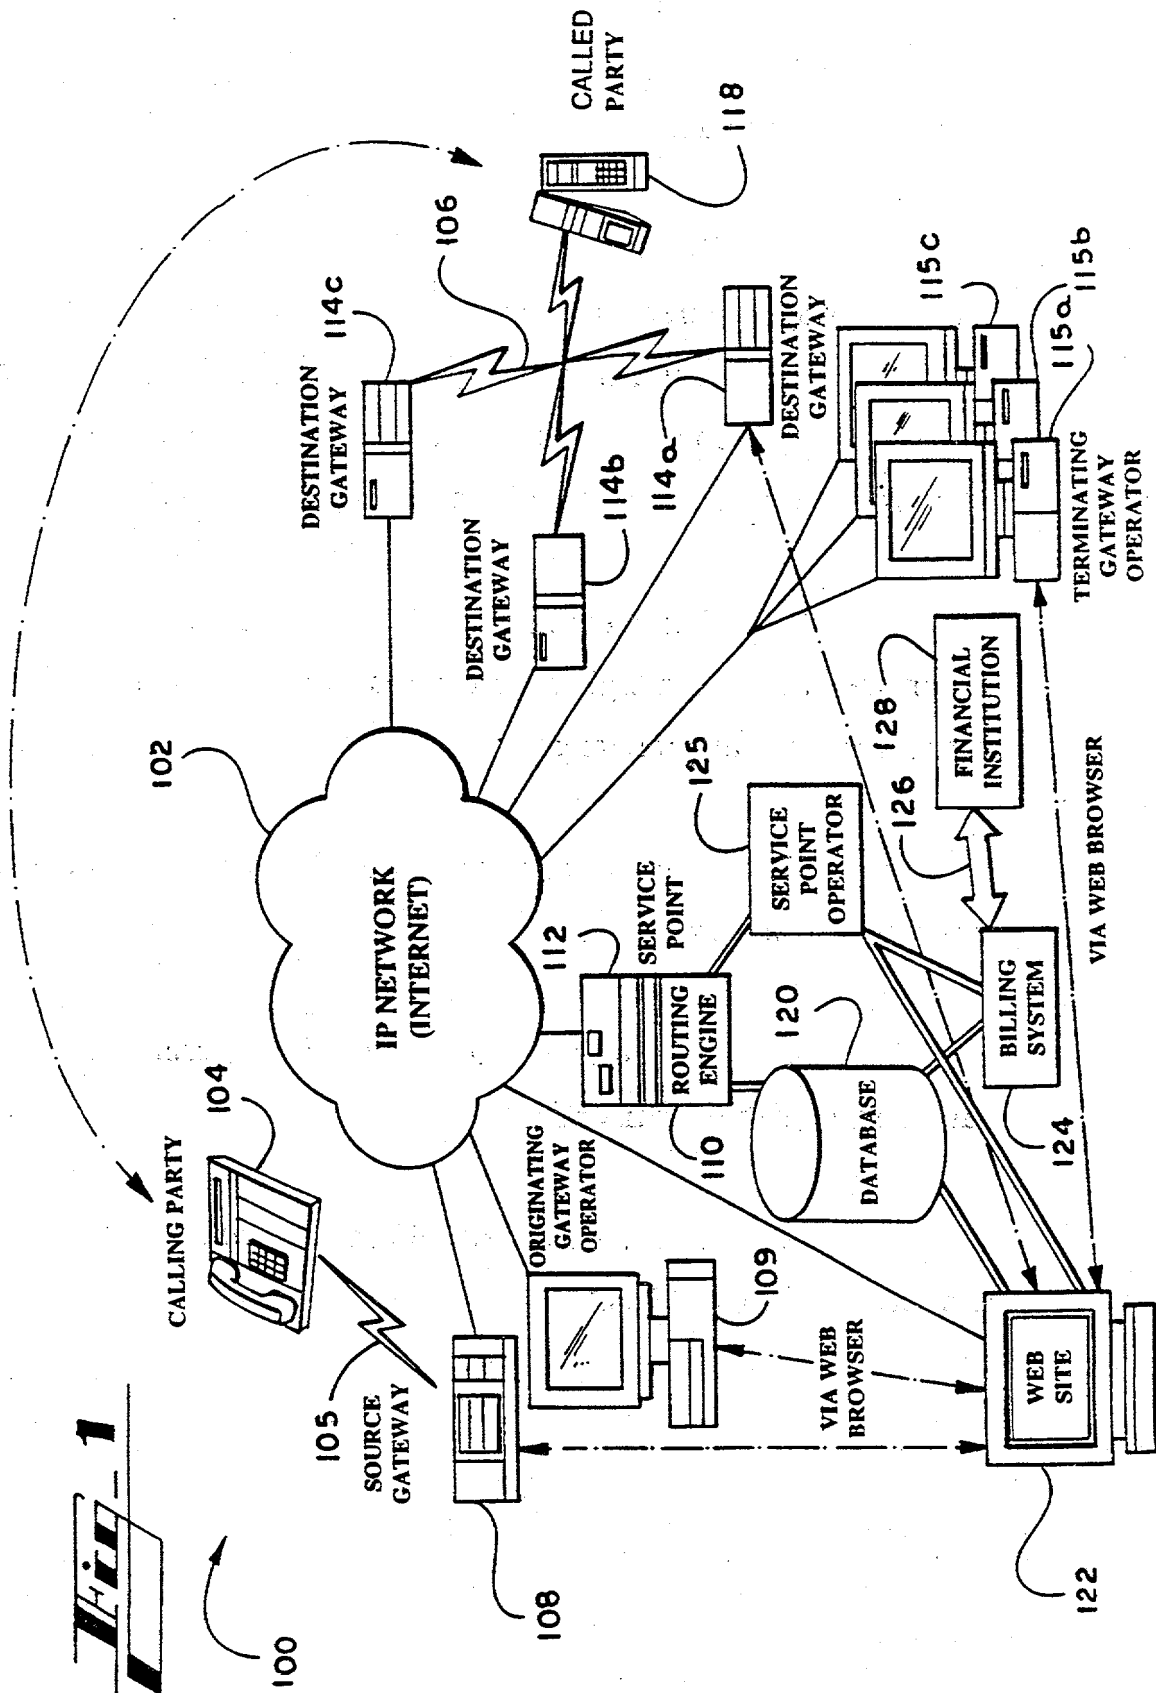 Fig_1
100
CALLING PARTY
104
105
SOURCE
GATEWAY
108
102
IP NETWORK
(INTERNET)
DESTINATION
GATEWAY
114c
106
CALLED
PARTY
118
DESTINATION
GATEWAY
114b
114a
DESTINATION
GATEWAY
ORIGINATING
GATEWAY
OPERATOR
109
112
SERVICE
POINT
ROUTING
ENGINE
110
125
SERVICE
POINT
OPERATOR
120
DATABASE
VIA WEB
BROWSER
WEB
SITE
122
BILLING
SYSTEM
124
126
128
FINANCIAL
INSTITUTION
VIA WEB BROWSER
TERMINATING
GATEWAY
OPERATOR
115a
115b
115c